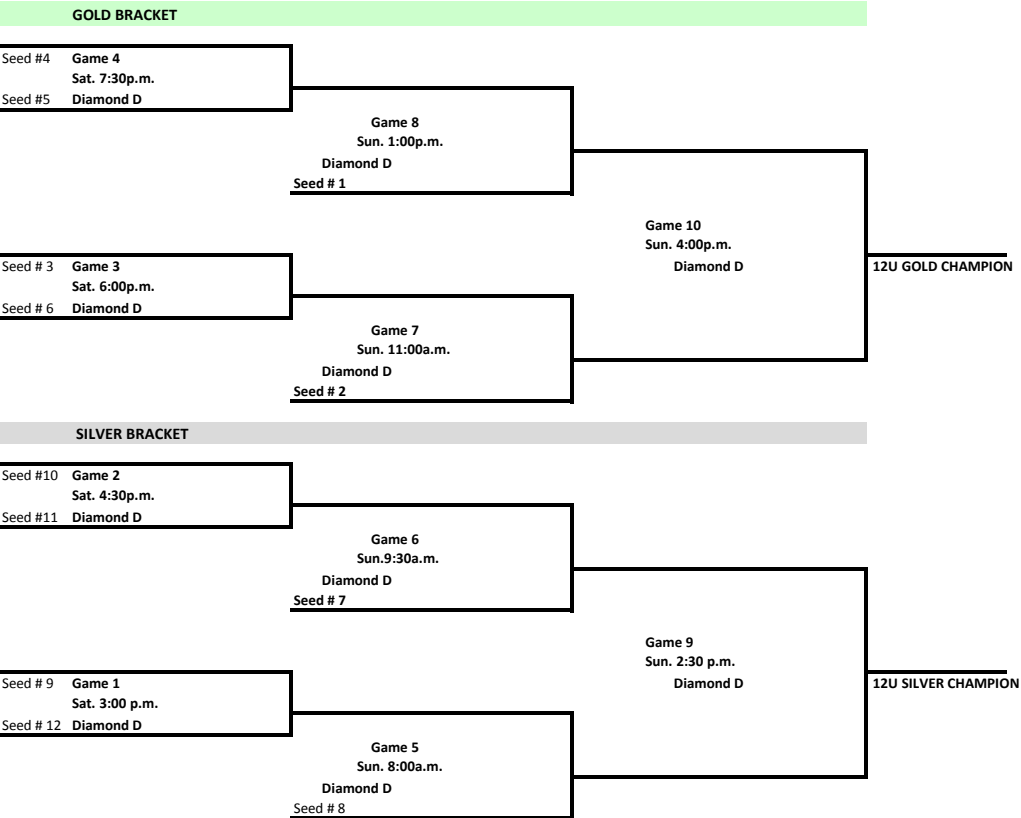 GOLD BRACKET
Seed #4 Game 4
Sat. 7:30p.m.
Seed #5 Diamond D
Game 8
Sun. 1:00p.m.
Diamond D
Seed # 1
Game 10
Sun. 4:00p.m.
Diamond D
12U GOLD CHAMPION
Seed # 3 Game 3
Sat. 6:00p.m.
Seed # 6 Diamond D
Game 7
Sun. 11:00a.m.
Diamond D
Seed # 2
SILVER BRACKET
Seed #10 Game 2
Sat. 4:30p.m.
Seed #11 Diamond D
Game 6
Sun.9:30a.m.
Diamond D
Seed # 7
Game 9
Sun. 2:30 p.m.
Diamond D
12U SILVER CHAMPION
Seed # 9 Game 1
Sat. 3:00 p.m.
Seed # 12 Diamond D
Game 5
Sun. 8:00a.m.
Diamond D
Seed # 8